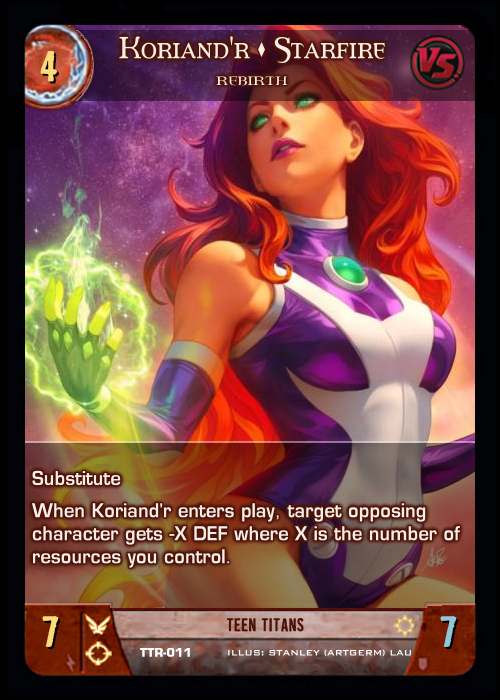 4
Koriand'r ♦ Starfire
VS
REBIRTH
Substitute
When Koriand'r enters play, target opposing
character gets -X DEF where X is the number of
resources you control.
7
TEEN TITANS
7
TTR-011
ILLUS: STANLEY (ARTGERM) LAU